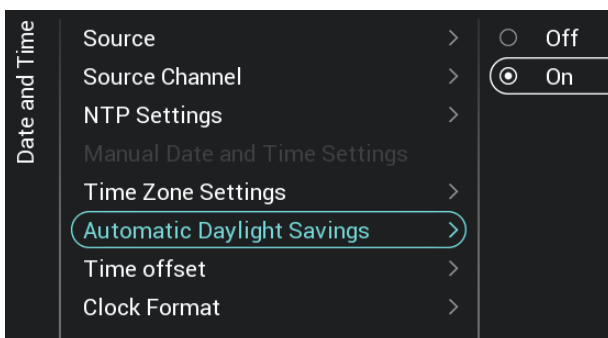 Date and Time
Source
Source Channel
NTP Settings
Manual Date and Time Settings
Time Zone Settings
Automatic Daylight Savings
Time offset
Clock Format
Off
On